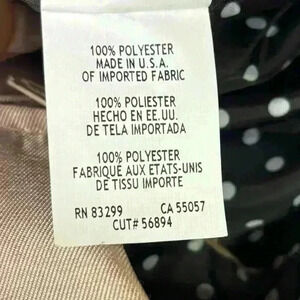 100% POLYESTER
MADE IN U.S.A.
OF IMPORTED FABRIC
100% POLIESTER
HECHO EN EE.UU.
DE TELA IMPORTADA
100% POLYESTER
FABRIQUÉ AUX ETATS-UNIS
DE TISSU IMPORTE
RN 83299 CA 55057
CUT# 56894